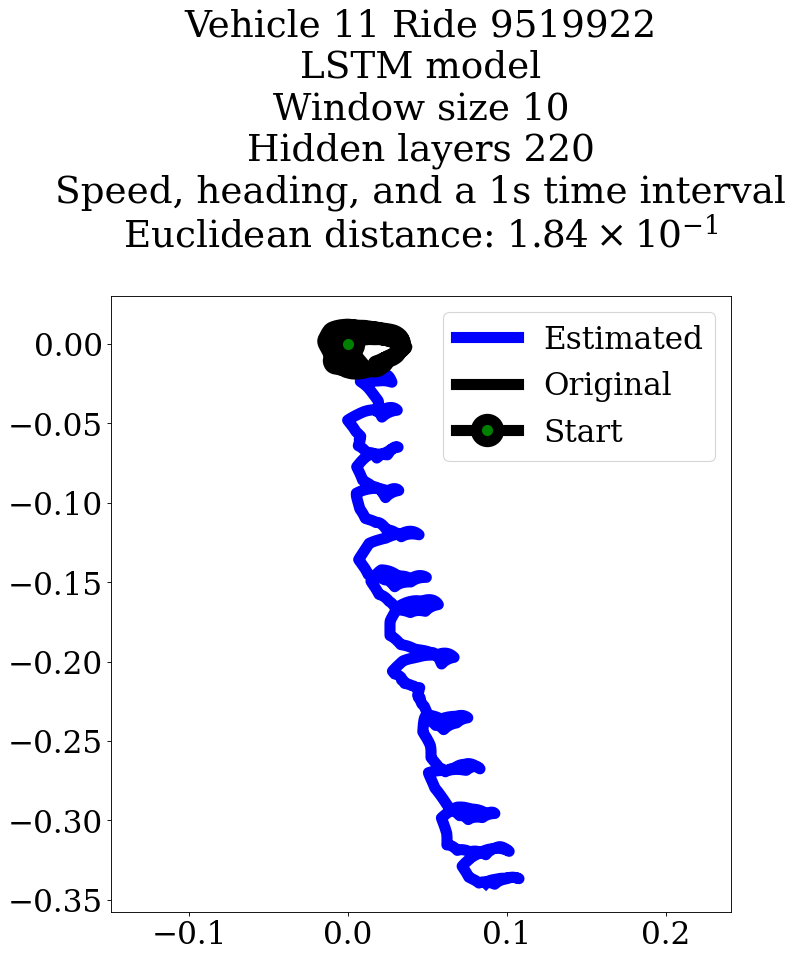 Vehicle 11 Ride 9519922
LSTM model
Window size 10
Hidden layers 220
Speed, heading, and a 1s time interval
Euclidean distance: 1.84 × 10⁻¹
Estimated
Original
Start
0.00
−0.05
−0.10
−0.15
−0.20
−0.25
−0.30
−0.35
−0.1 0.0 0.1 0.2